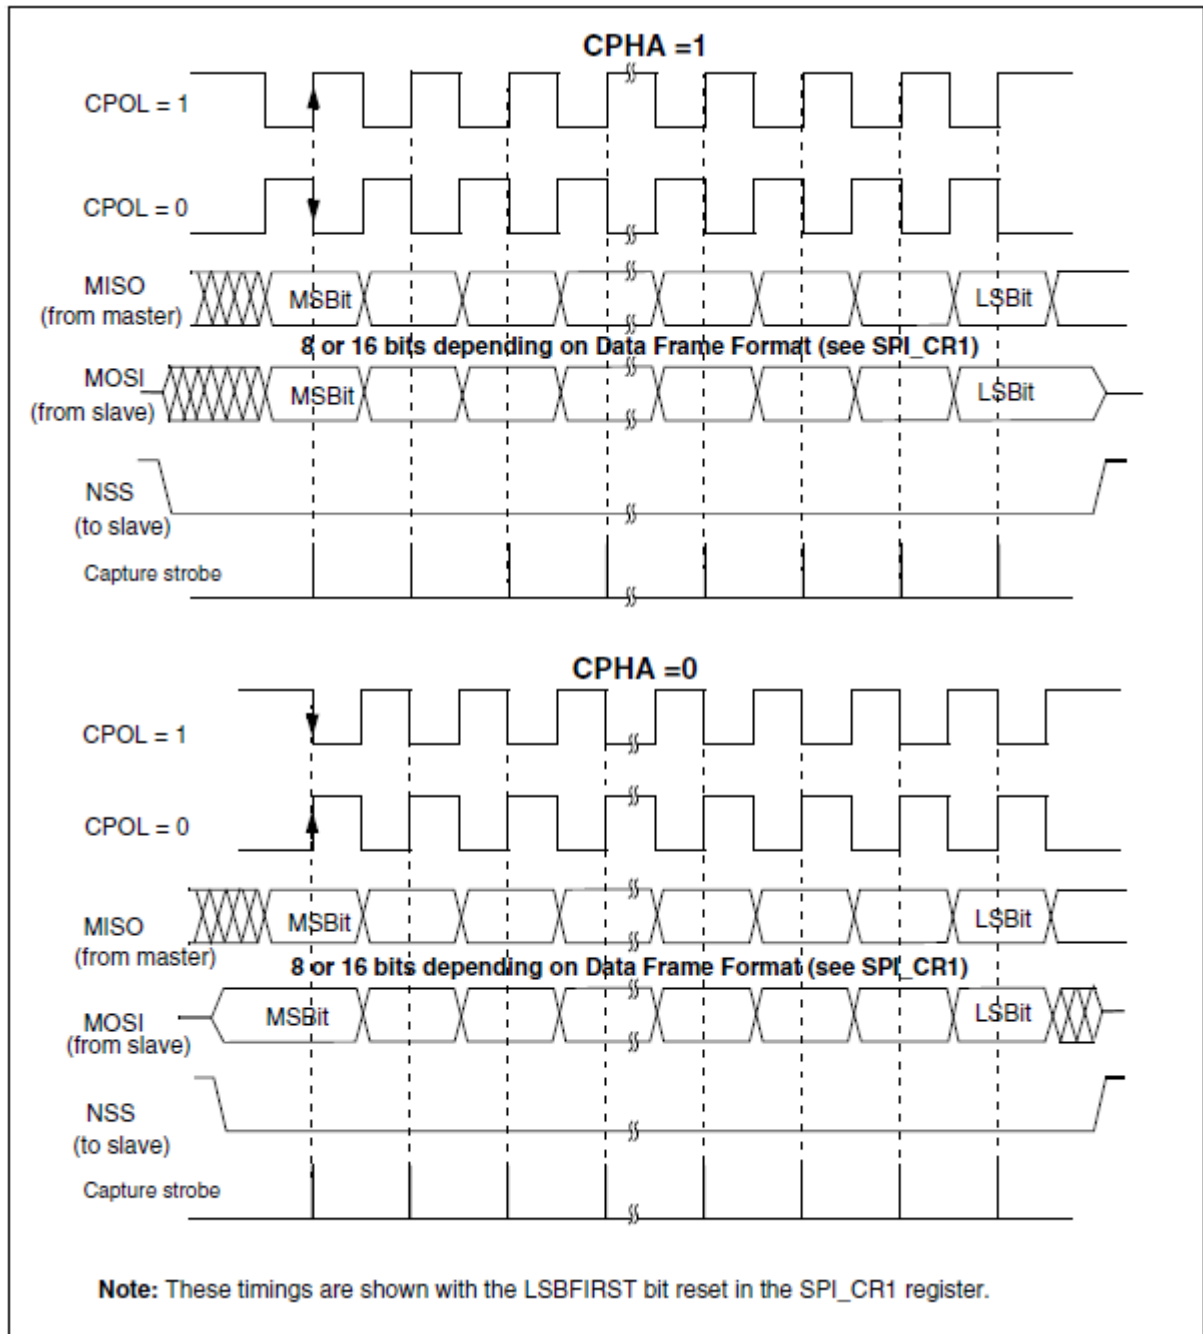 CPHA =1
CPOL = 1
CPOL = 0
MISO
(from master)
MSBit
LSBit
8 or 16 bits depending on Data Frame Format (see SPI_CR1)
MOSI
(from slave)
MSBit
LSBit
NSS
(to slave)
Capture strobe
CPHA =0
CPOL = 1
CPOL = 0
MISO
(from master)
MSBit
LSBit
8 or 16 bits depending on Data Frame Format (see SPI_CR1)
MOSI
(from slave)
MSBit
LSBit
NSS
(to slave)
Capture strobe
Note: These timings are shown with the LSBFIRST bit reset in the SPI_CR1 register.